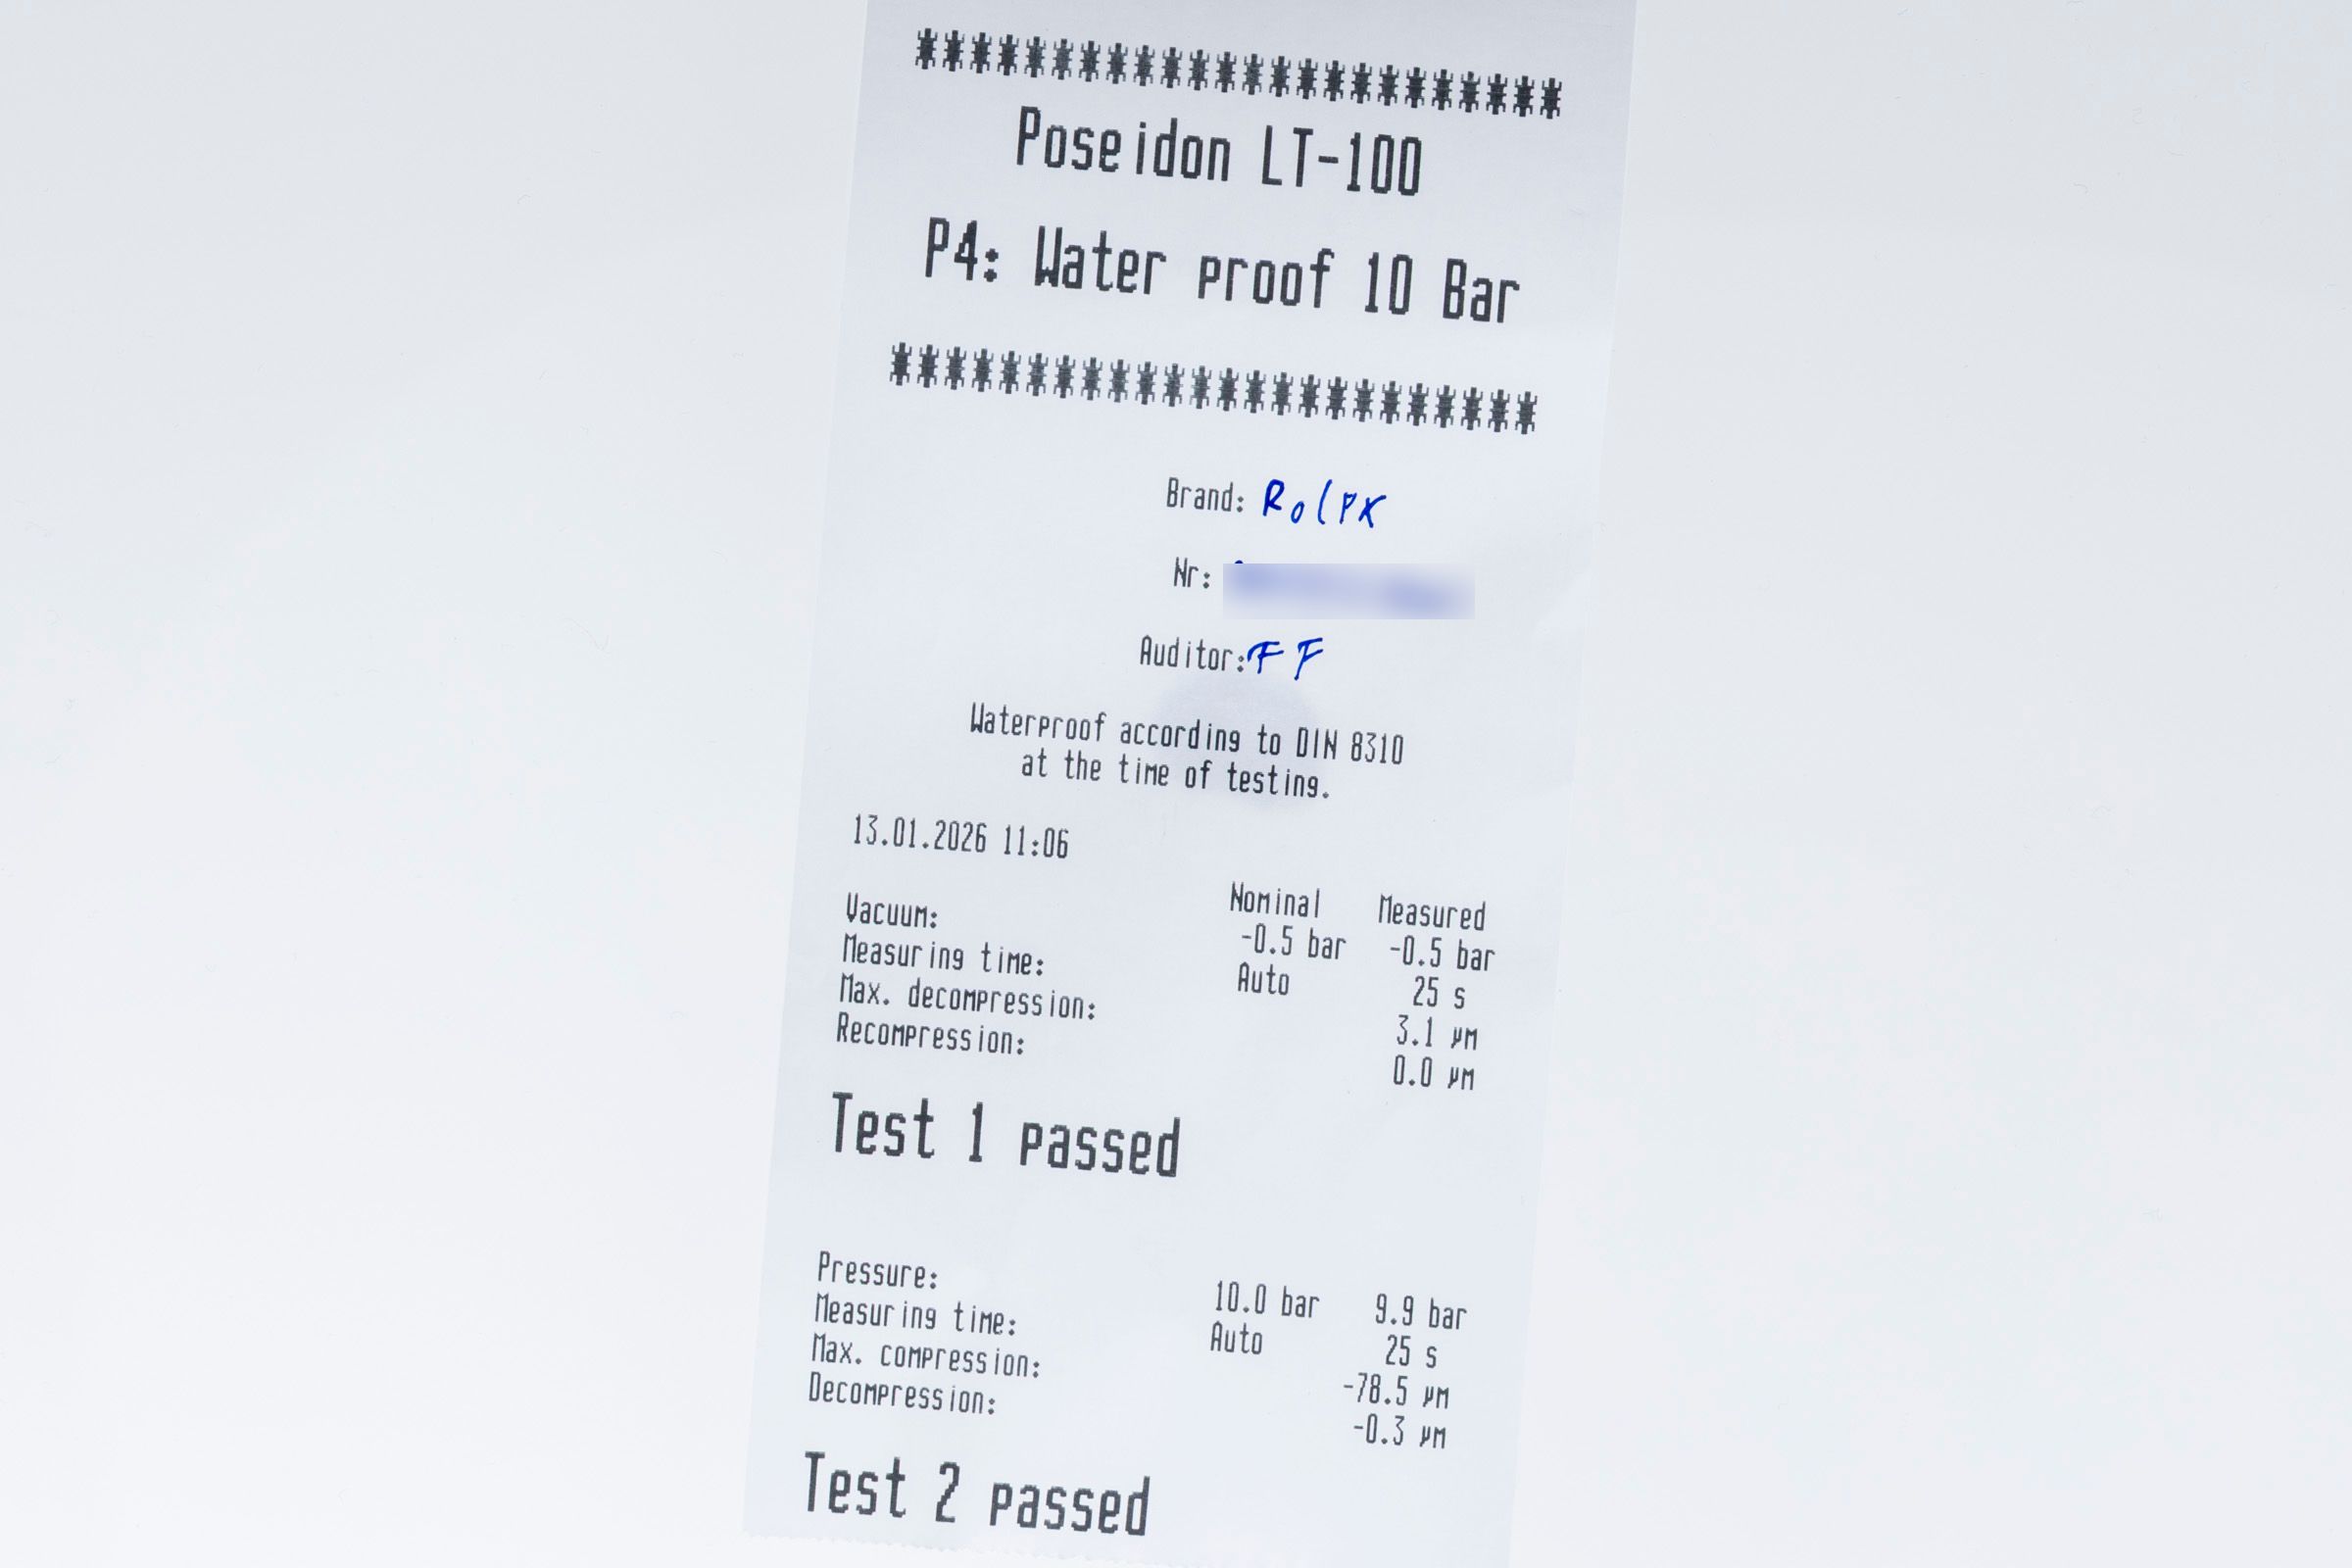 ************************
Poseidon LT-100
P4: Water proof 10 Bar
************************
Brand: Rolex
Nr:
Auditor: FF
Waterproof according to DIN 8310
at the time of testing.
13.01.2026 11:06
Nominal Measured
Vacuum: -0.5 bar -0.5 bar
Measuring time: Auto 25 s
Max. decompression: 3.1 µm
Recompression: 0.0 µm
Test 1 passed
Pressure: 10.0 bar 9.9 bar
Measuring time: Auto 25 s
Max. compression: -78.5 µm
Decompression: -0.3 µm
Test 2 passed